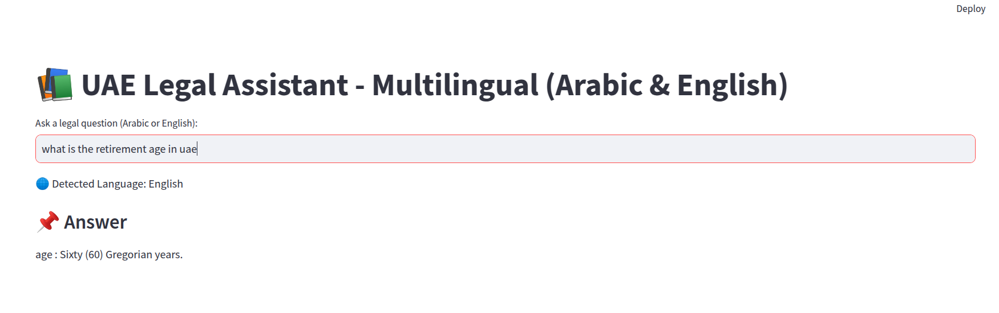 Deploy
UAE Legal Assistant - Multilingual (Arabic & English)
Ask a legal question (Arabic or English):
what is the retirement age in uae
Detected Language: English
Answer
age : Sixty (60) Gregorian years.